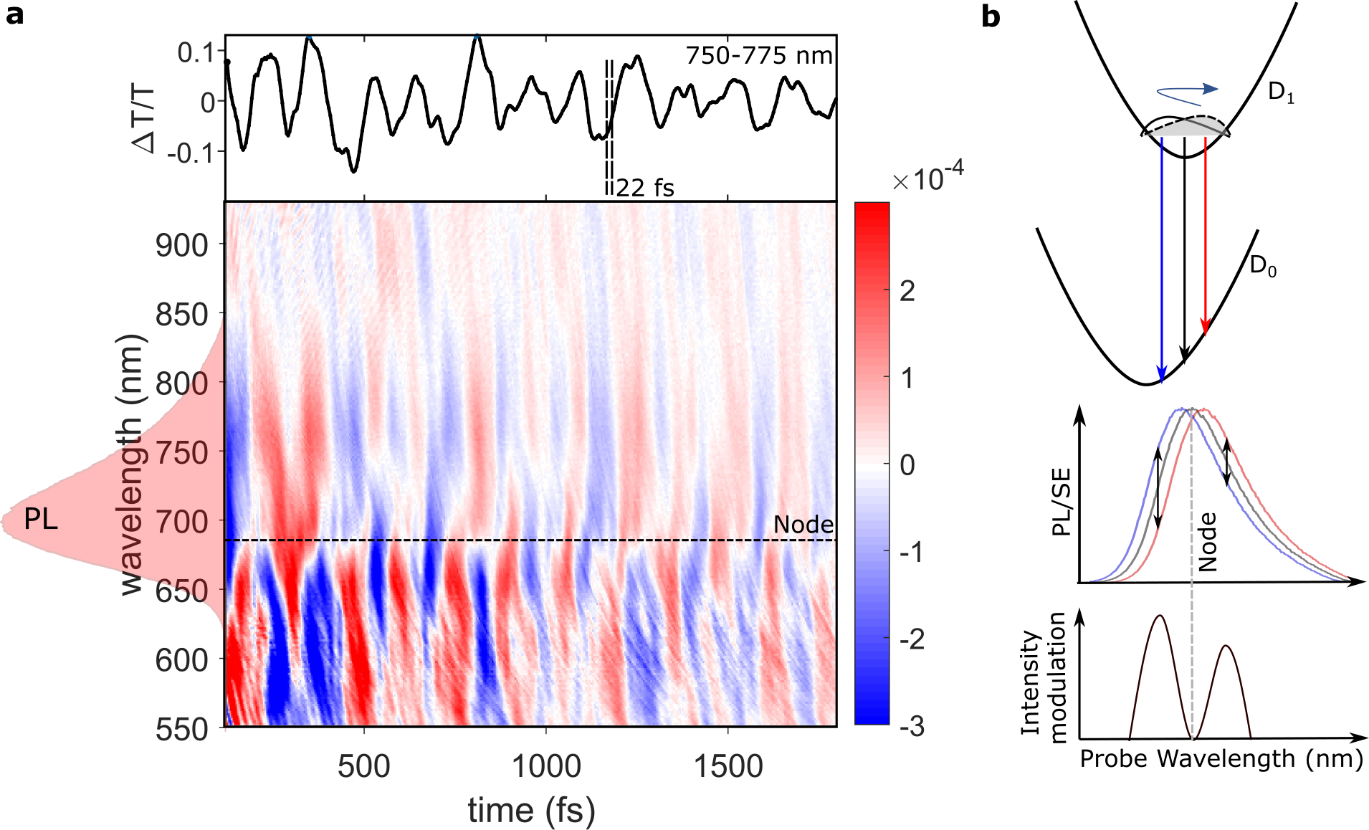 a
0.1
0
-0.1
ΔT/T
750-775 nm
22 fs
×10⁻⁴
900
850
800
750
700
650
600
550
wavelength (nm)
PL
Node
500
1000
1500
time (fs)
2
1
0
-1
-2
-3
b
D₁
D₀
PL/SE
Node
Intensity
modulation
Probe Wavelength (nm)